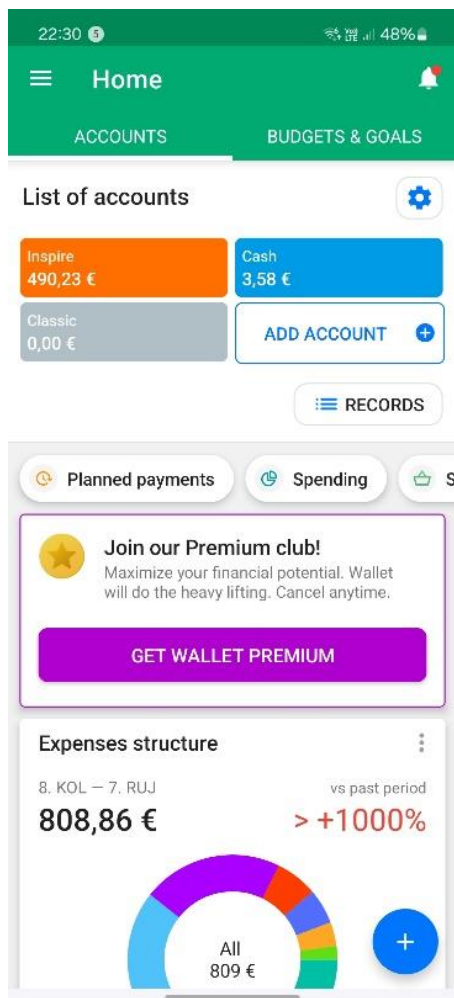 22:30 5 48%
Home
ACCOUNTS BUDGETS & GOALS
List of accounts
Inspire
490,23 €
Cash
3,58 €
Classic
0,00 €
ADD ACCOUNT
RECORDS
Planned payments Spending S
Join our Premium club!
Maximize your financial potential. Wallet
will do the heavy lifting. Cancel anytime.
GET WALLET PREMIUM
Expenses structure
8. KOL – 7. RUJ vs past period
808,86 € > +1000%
All
809 €